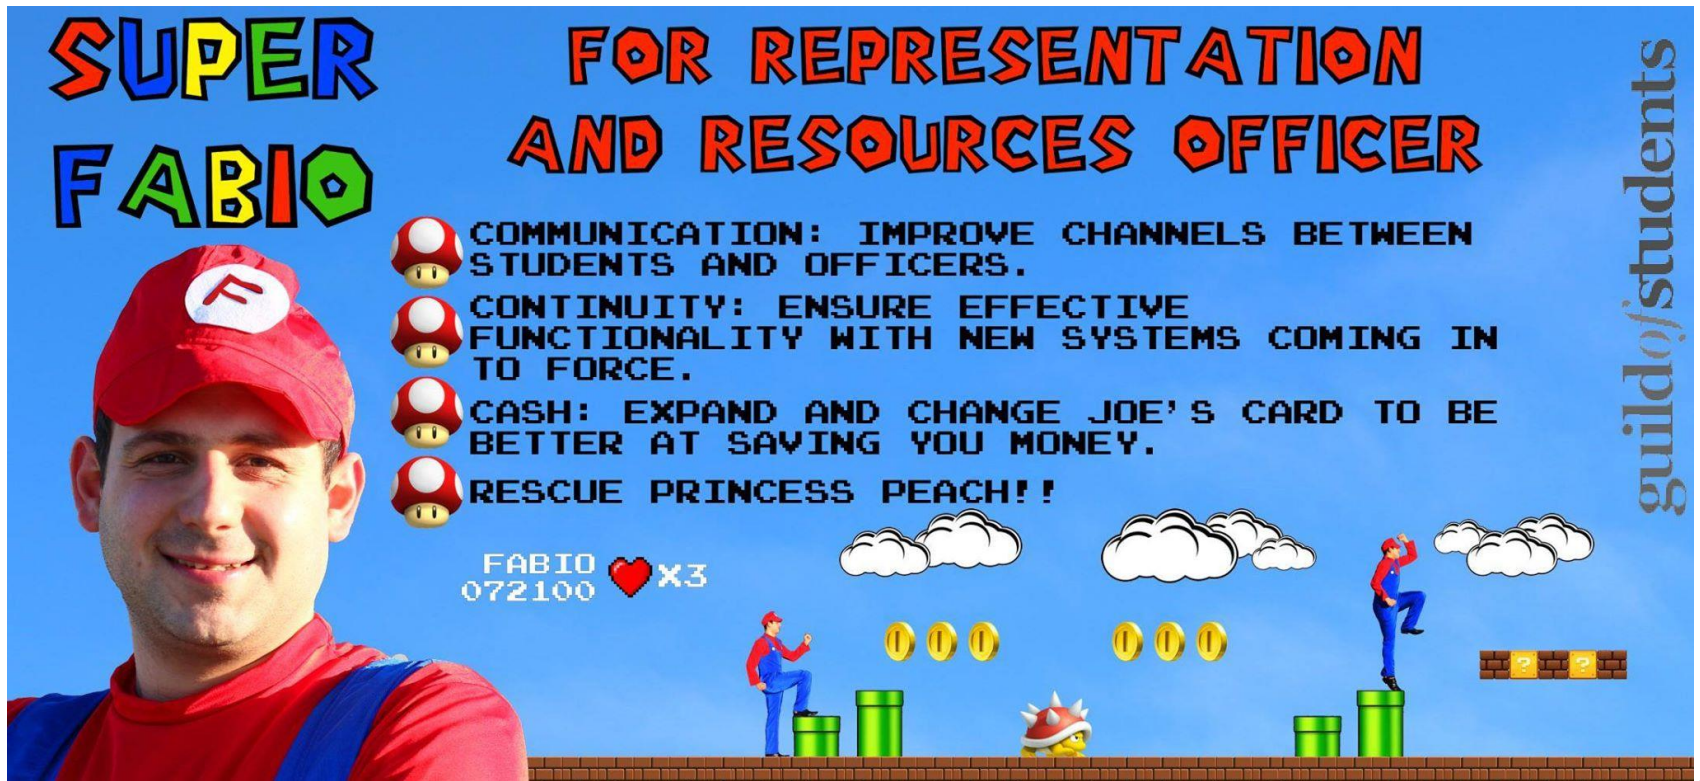 SUPER
FABIO
FOR REPRESENTATION
AND RESOURCES OFFICER
COMMUNICATION: IMPROVE CHANNELS BETWEEN
STUDENTS AND OFFICERS.
CONTINUITY: ENSURE EFFECTIVE
FUNCTIONALITY WITH NEW SYSTEMS COMING IN
TO FORCE.
CASH: EXPAND AND CHANGE JOE'S CARD TO BE
BETTER AT SAVING YOU MONEY.
RESCUE PRINCESS PEACH!!
FABIO
072100 x3
F
? ?
guildofstudents